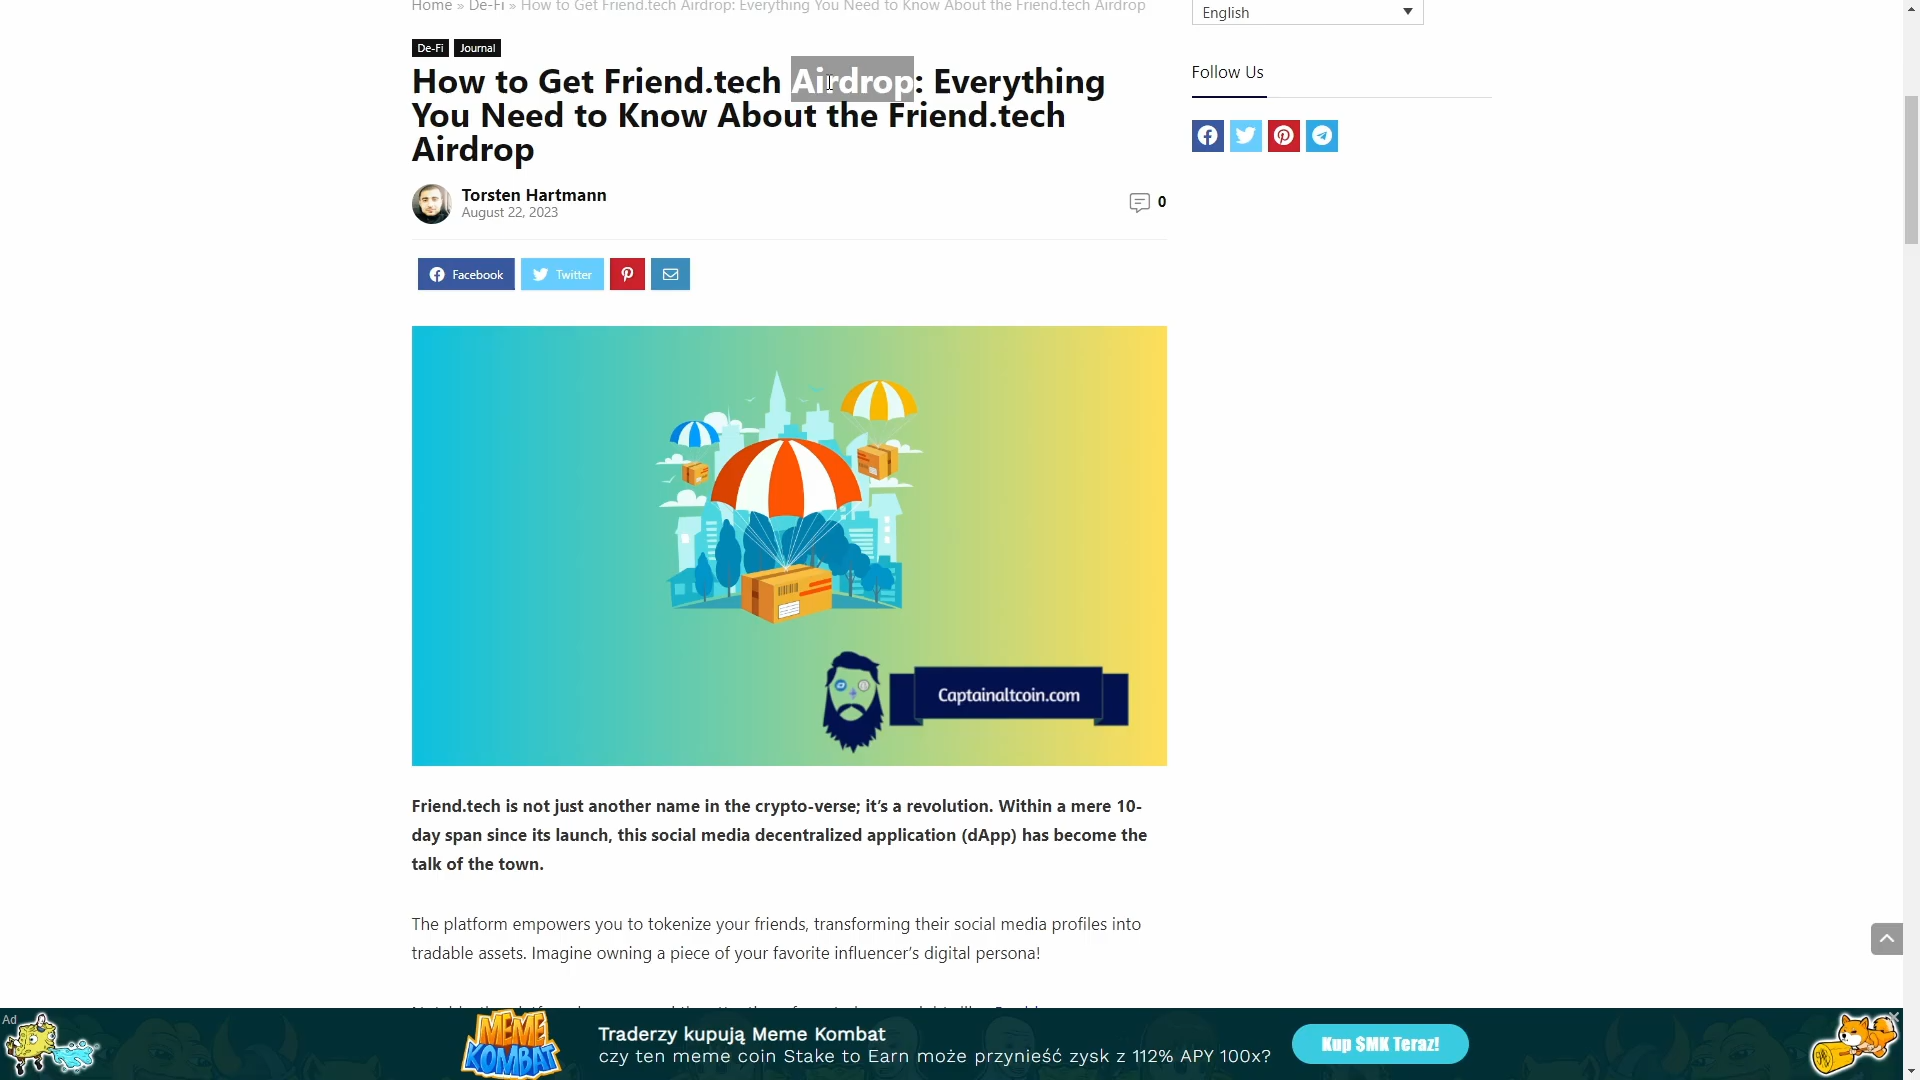 Home » De-Fi » How to Get Friend.tech Airdrop: Everything You Need to Know About the Friend.tech Airdrop
English
De-Fi Journal
How to Get Friend.tech Airdrop: Everything
You Need to Know About the Friend.tech
Airdrop
Follow Us
Torsten Hartmann
August 22, 2023
0
Facebook Twitter
Captainaltcoin.com
Friend.tech is not just another name in the crypto-verse; it’s a revolution. Within a mere 10-
day span since its launch, this social media decentralized application (dApp) has become the
talk of the town.
The platform empowers you to tokenize your friends, transforming their social media profiles into
tradable assets. Imagine owning a piece of your favorite influencer’s digital persona!
Ad
MEME
KOMBAT
Traderzy kupują Meme Kombat
czy ten meme coin Stake to Earn może przynieść zysk z 112% APY 100x?
Kup $MK Teraz!